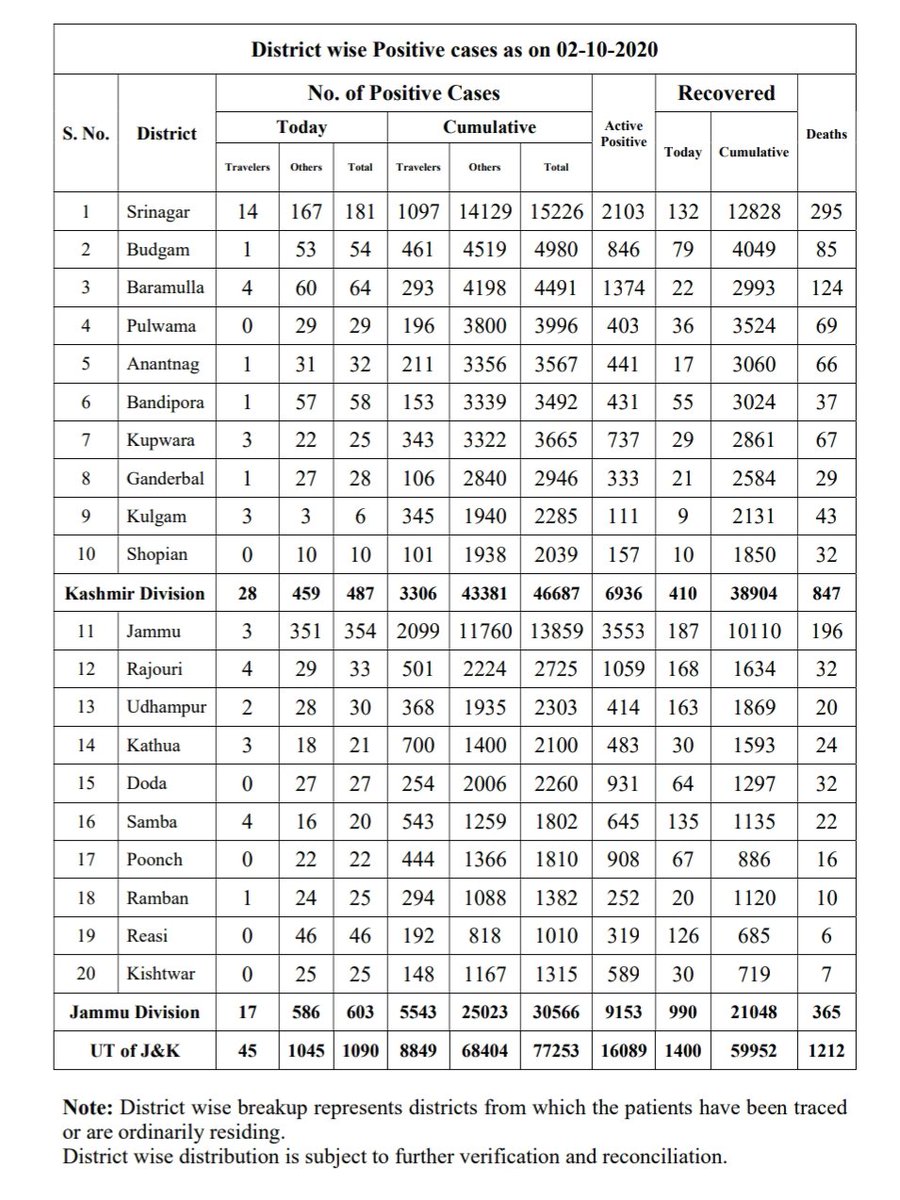 District wise Positive cases as on 02-10-2020
S. No. District No. of Positive Cases Active Positive Recovered Deaths
Today Cumulative Today Cumulative
Travelers Others Total Travelers Others Total
1 Srinagar 14 167 181 1097 14129 15226 2103 132 12828 295
2 Budgam 1 53 54 461 4519 4980 846 79 4049 85
3 Baramulla 4 60 64 293 4198 4491 1374 22 2993 124
4 Pulwama 0 29 29 196 3800 3996 403 36 3524 69
5 Anantnag 1 31 32 211 3356 3567 441 17 3060 66
6 Bandipora 1 57 58 153 3339 3492 431 55 3024 37
7 Kupwara 3 22 25 343 3322 3665 737 29 2861 67
8 Ganderbal 1 27 28 106 2840 2946 333 21 2584 29
9 Kulgam 3 3 6 345 1940 2285 111 9 2131 43
10 Shopian 0 10 10 101 1938 2039 157 10 1850 32
Kashmir Division 28 459 487 3306 43381 46687 6936 410 38904 847
11 Jammu 3 351 354 2099 11760 13859 3553 187 10110 196
12 Rajouri 4 29 33 501 2224 2725 1059 168 1634 32
13 Udhampur 2 28 30 368 1935 2303 414 163 1869 20
14 Kathua 3 18 21 700 1400 2100 483 30 1593 24
15 Doda 0 27 27 254 2006 2260 931 64 1297 32
16 Samba 4 16 20 543 1259 1802 645 135 1135 22
17 Poonch 0 22 22 444 1366 1810 908 67 886 16
18 Ramban 1 24 25 294 1088 1382 252 20 1120 10
19 Reasi 0 46 46 192 818 1010 319 126 685 6
20 Kishtwar 0 25 25 148 1167 1315 589 30 719 7
Jammu Division 17 586 603 5543 25023 30566 9153 990 21048 365
UT of J&K 45 1045 1090 8849 68404 77253 16089 1400 59952 1212
Note: District wise breakup represents districts from which the patients have been traced
or are ordinarily residing.
District wise distribution is subject to further verification and reconciliation.